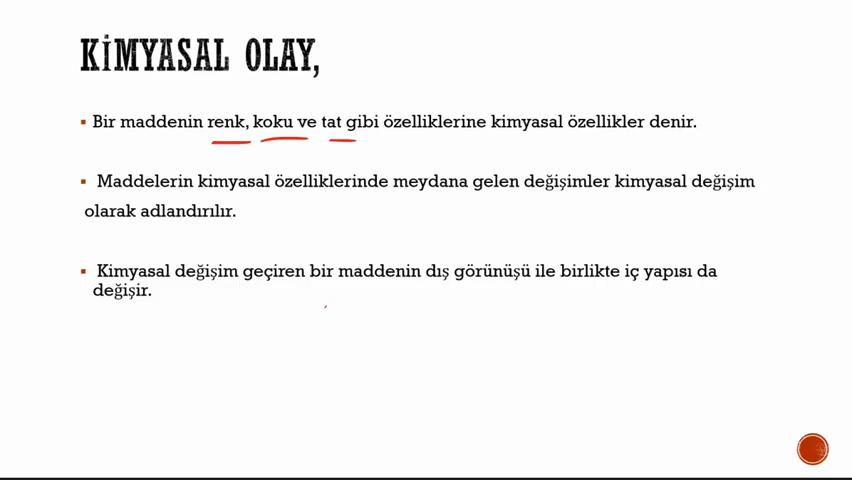 KİMYASAL OLAY,
▪ Bir maddenin renk, koku ve tat gibi özelliklerine kimyasal özellikler denir.
▪ Maddelerin kimyasal özelliklerinde meydana gelen değişimler kimyasal değişim
olarak adlandırılır.
▪ Kimyasal değişim geçiren bir maddenin dış görünüşü ile birlikte iç yapısı da
değişir.